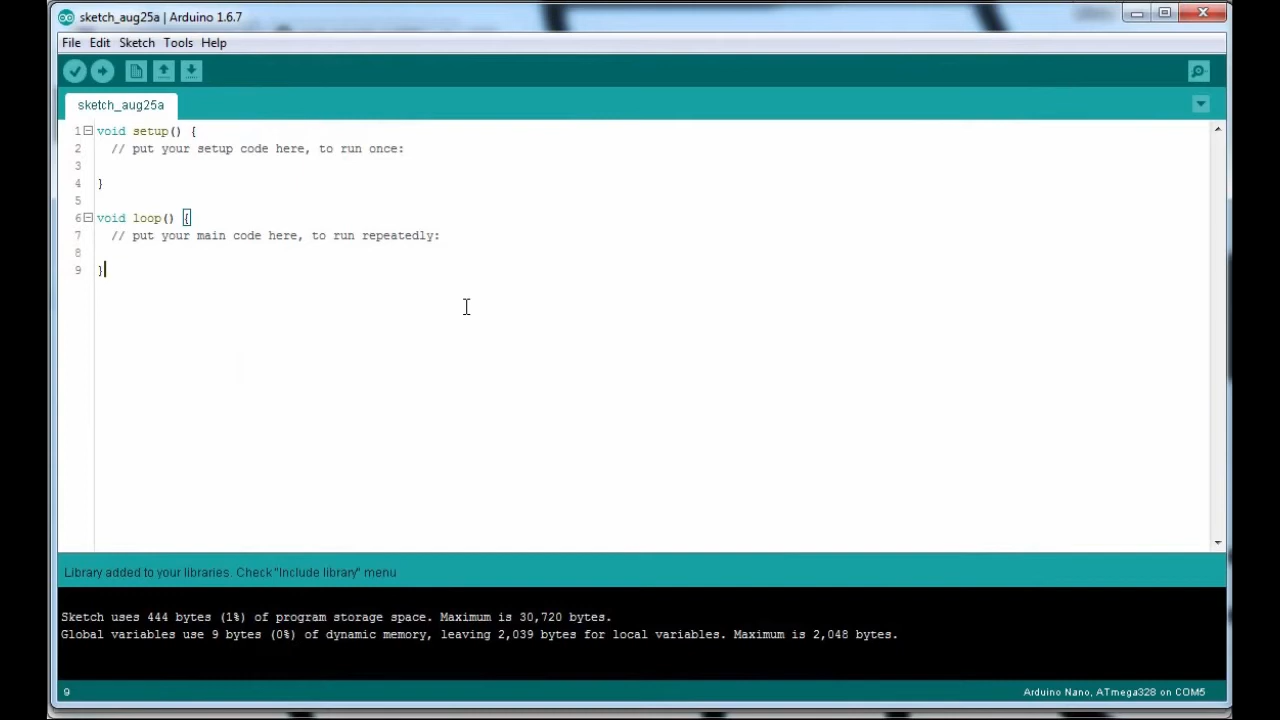 sketch_aug25a | Arduino 1.6.7
File Edit Sketch Tools Help
sketch_aug25a
1 void setup() {
2 // put your setup code here, to run once:
3
4 }
5
6 void loop() {
7 // put your main code here, to run repeatedly:
8
9 }
Library added to your libraries. Check "Include library" menu
Sketch uses 444 bytes (1%) of program storage space. Maximum is 30,720 bytes.
Global variables use 9 bytes (0%) of dynamic memory, leaving 2,039 bytes for local variables. Maximum is 2,048 bytes.
9 Arduino Nano, ATmega328 on COM5